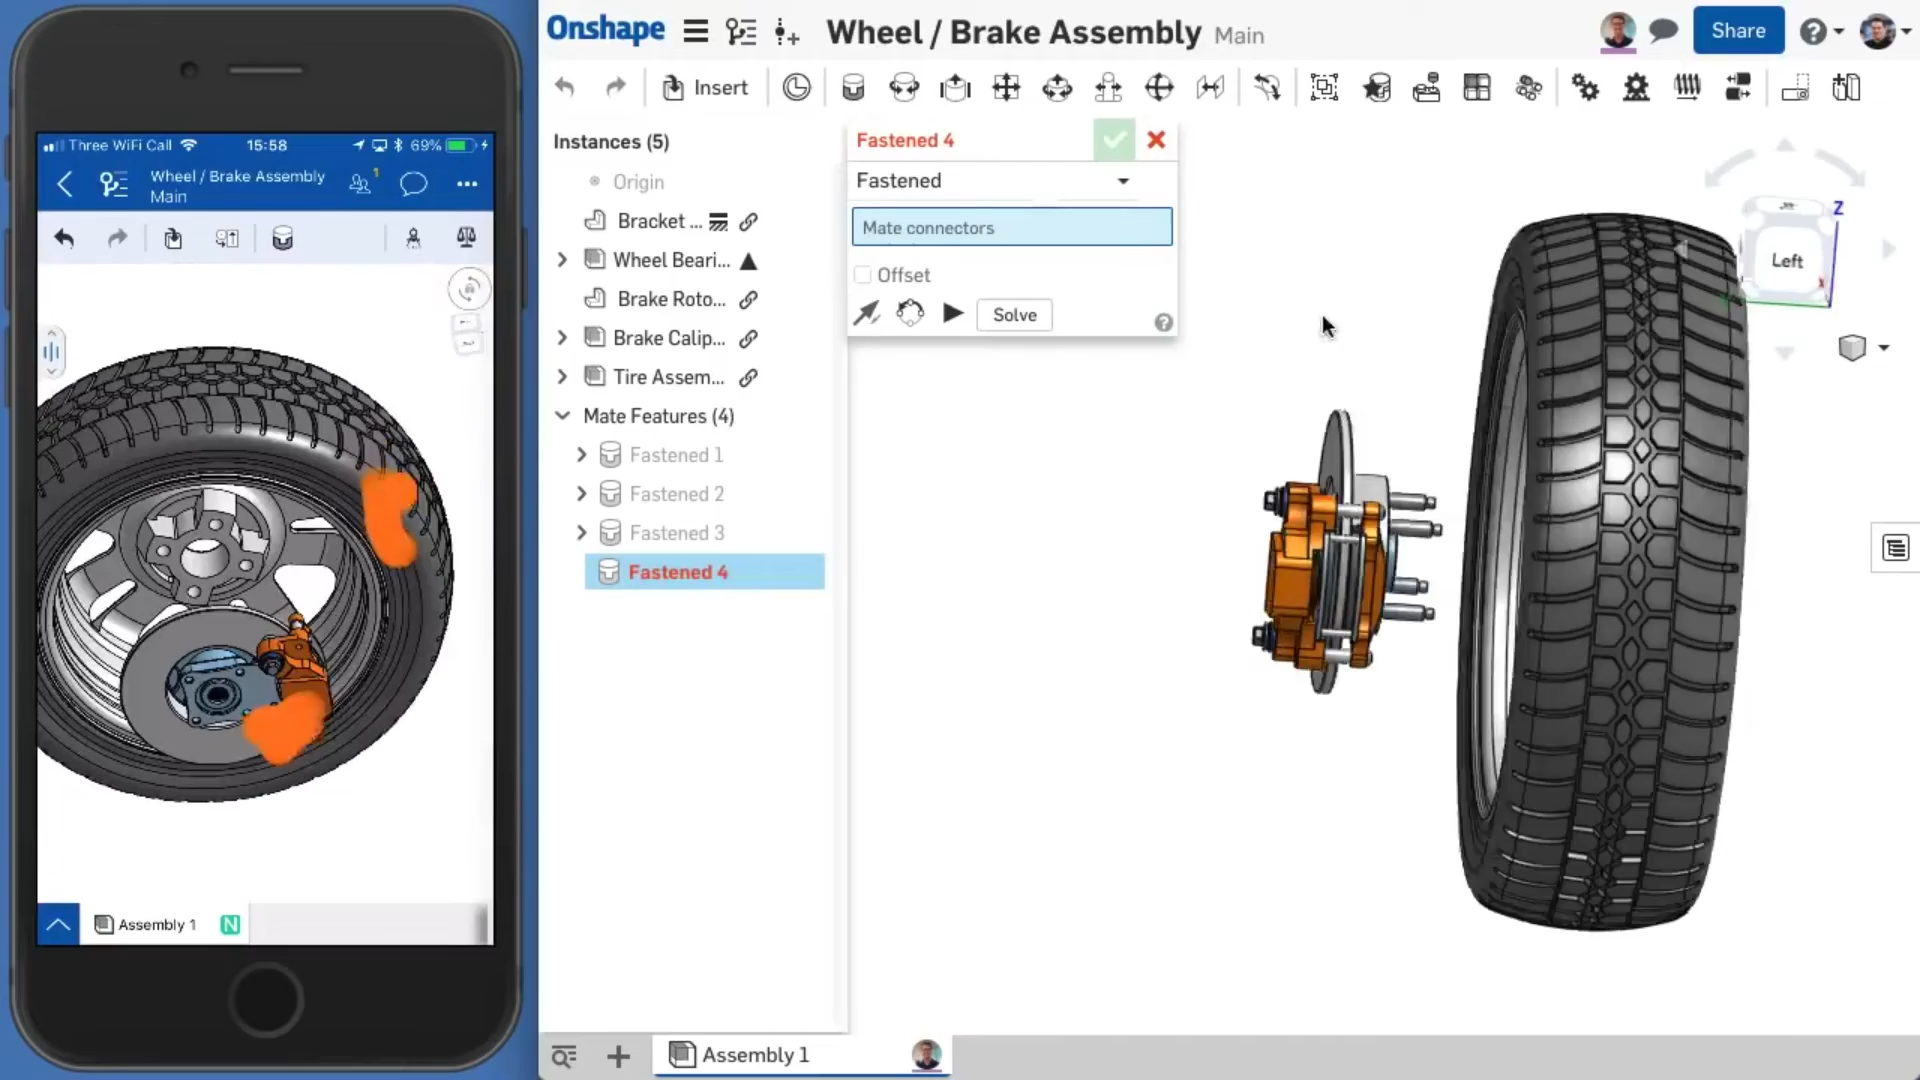 Three WiFi Call 15:58 69%
Wheel / Brake Assembly
Main
1
Assembly 1 N
Onshape Wheel / Brake Assembly Main Share ?
Insert
Instances (5)
Origin
Bracket ...
Wheel Beari...
Brake Roto...
Brake Calip...
Tire Assem...
Mate Features (4)
Fastened 1
Fastened 2
Fastened 3
Fastened 4
Fastened 4
Fastened
Mate connectors
Offset
Solve ?
Z
Left
x
Assembly 1